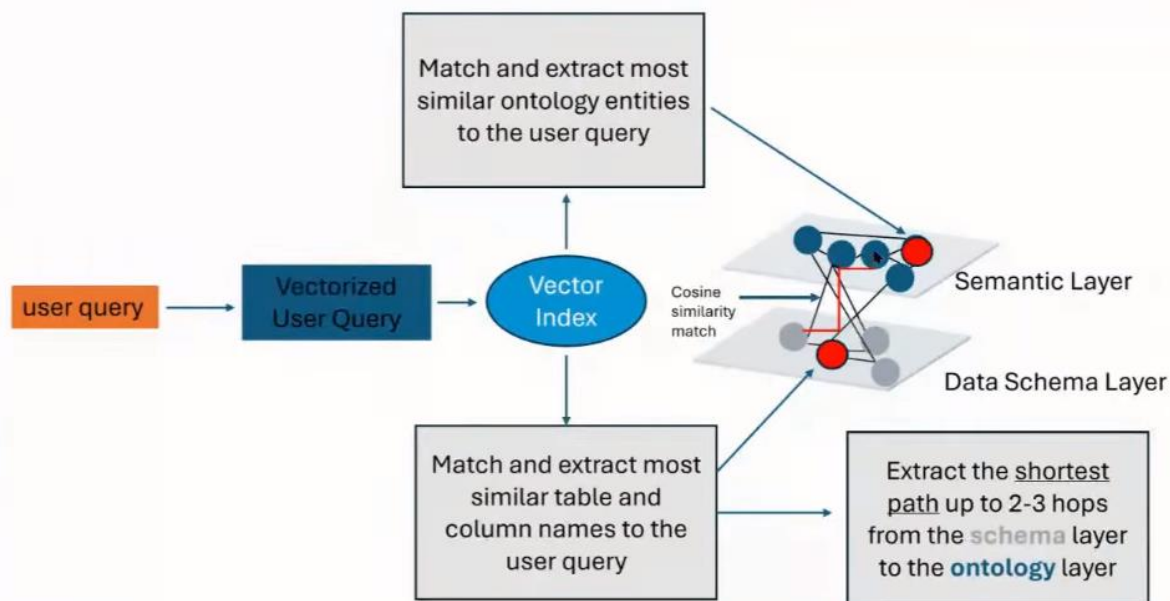 Match and extract most
similar ontology entities
to the user query
user query
Vectorized
User Query
Vector
Index
Cosine
similarity
match
Semantic Layer
Data Schema Layer
Match and extract most
similar table and
column names to the
user query
Extract the shortest
path up to 2-3 hops
from the schema layer
to the ontology layer